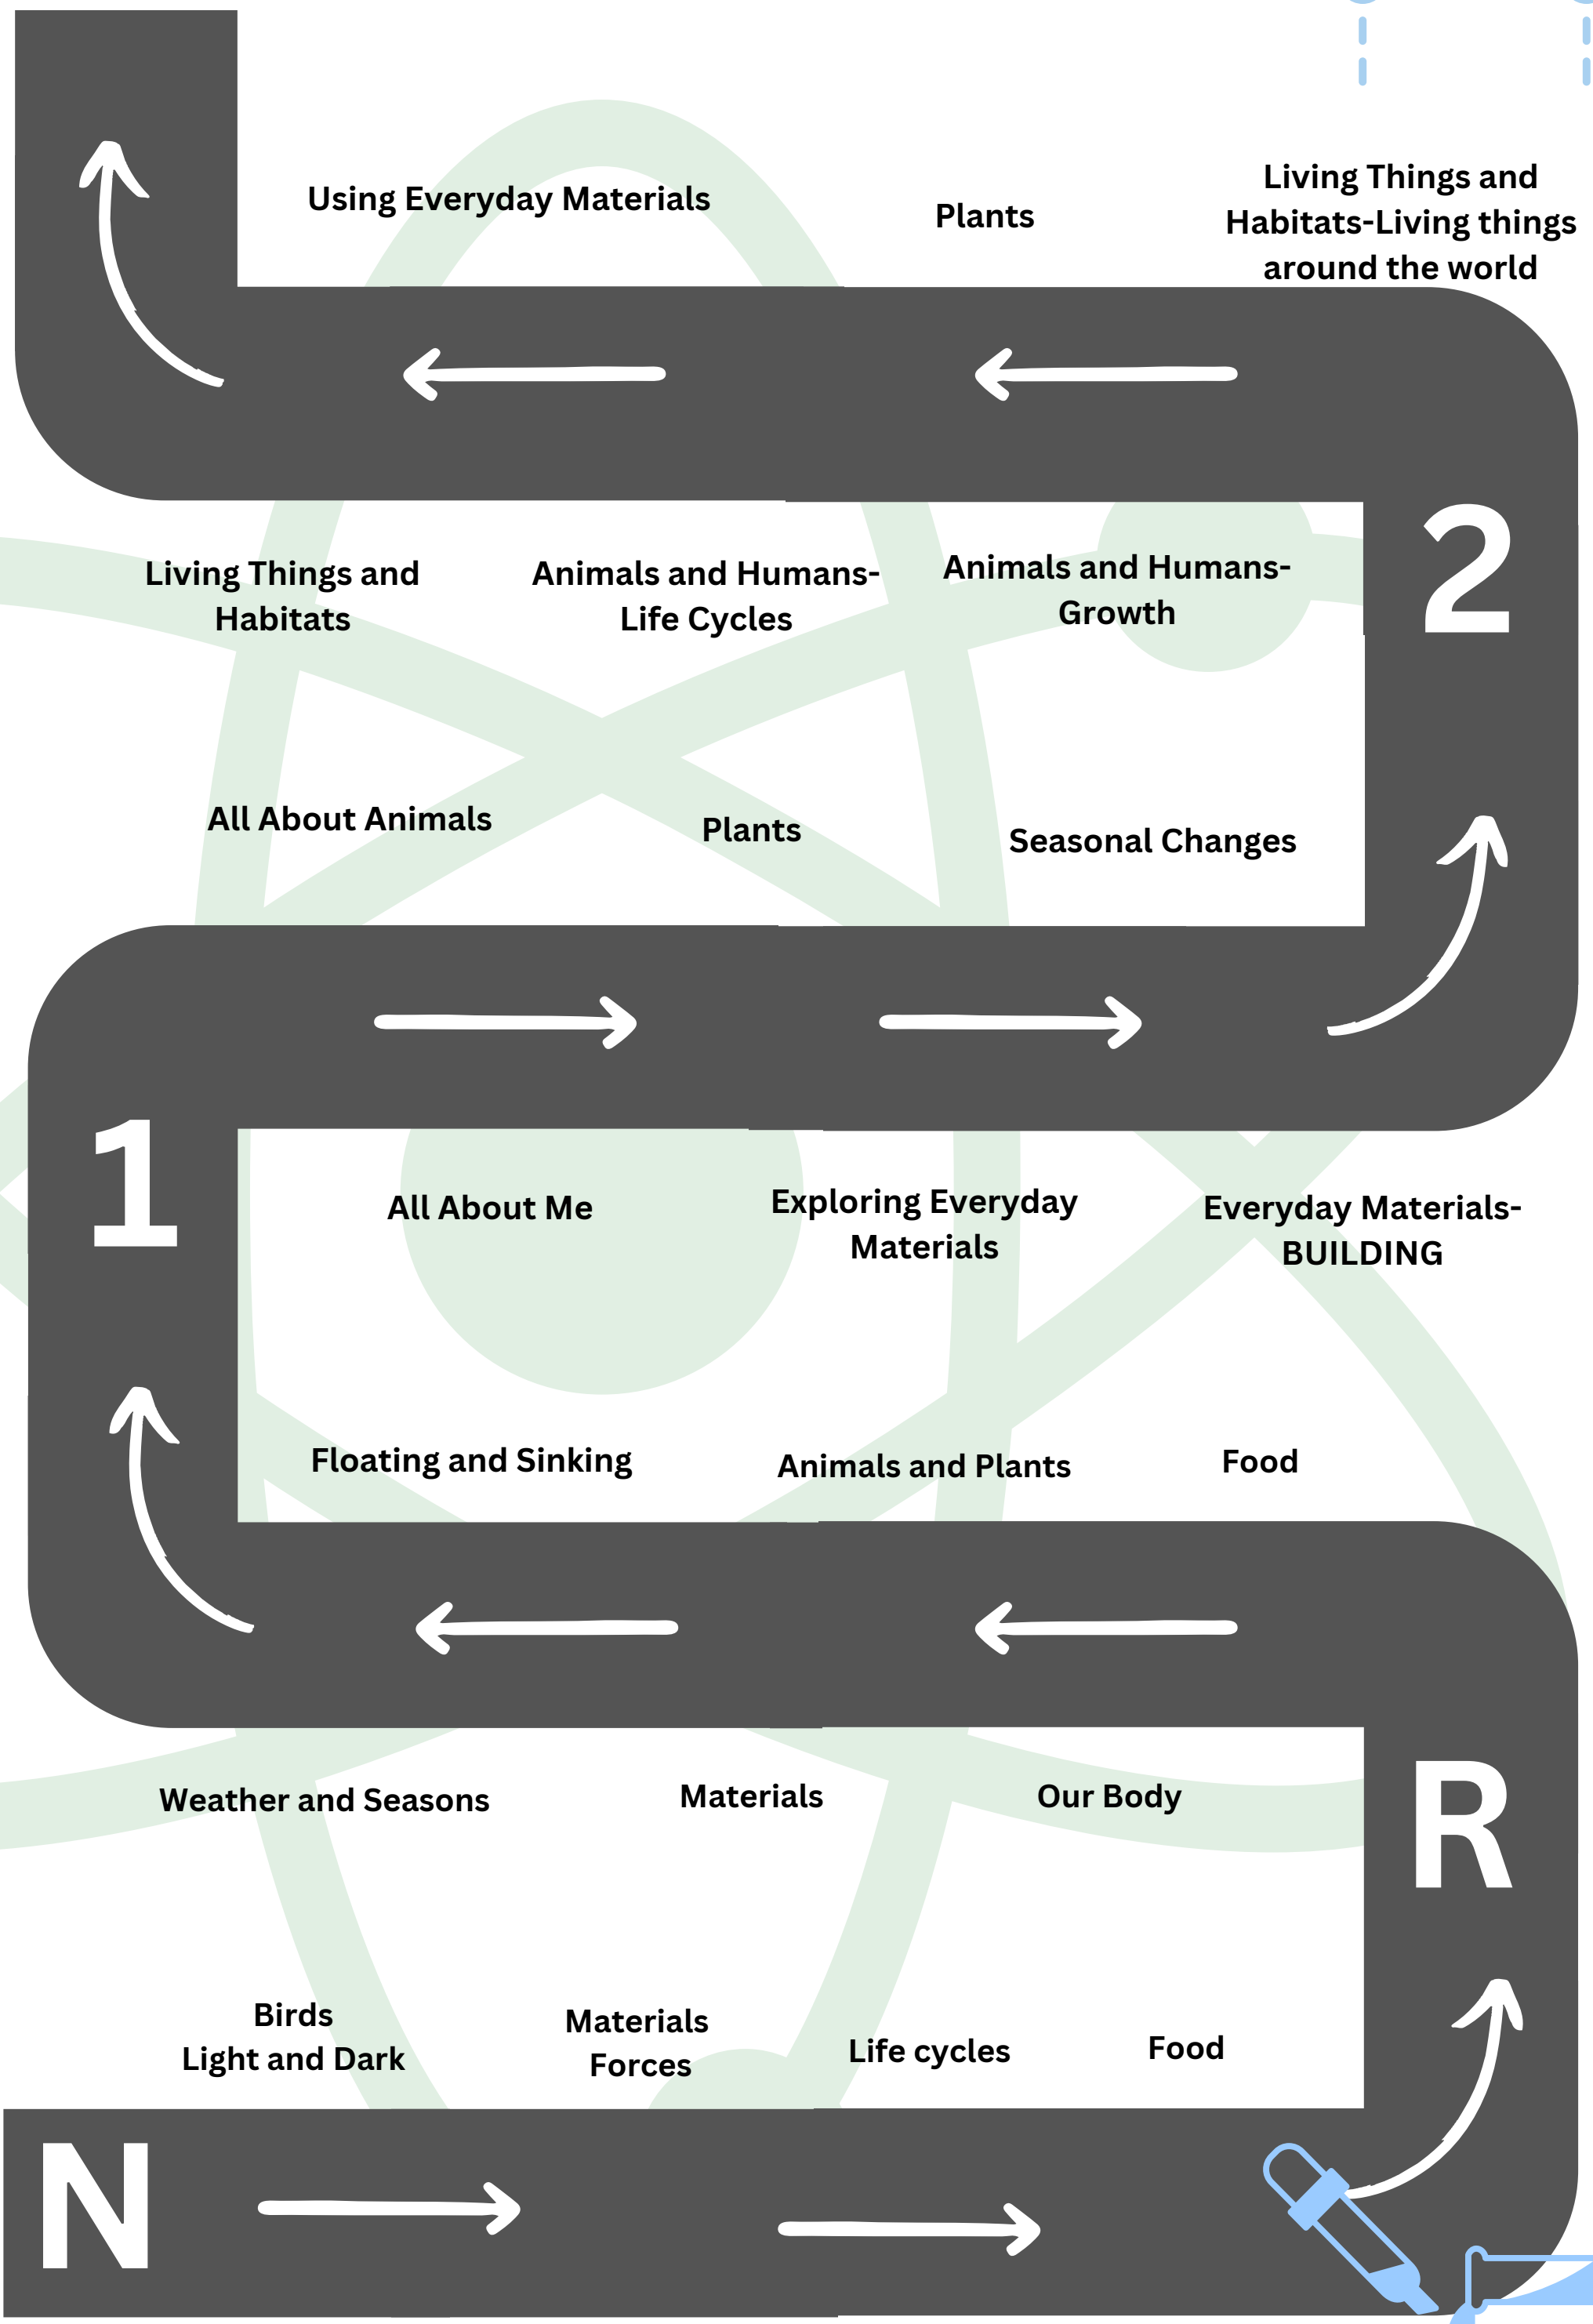 Using Everyday Materials
Plants
Living Things and
Habitats-Living things
around the world
2
Living Things and
Habitats
Animals and Humans-
Life Cycles
Animals and Humans-
Growth
All About Animals
Plants
Seasonal Changes
1
All About Me
Exploring Everyday
Materials
Everyday Materials-
BUILDING
Floating and Sinking
Animals and Plants
Food
R
Weather and Seasons
Materials
Our Body
Birds
Light and Dark
Materials
Forces
Life cycles
Food
N